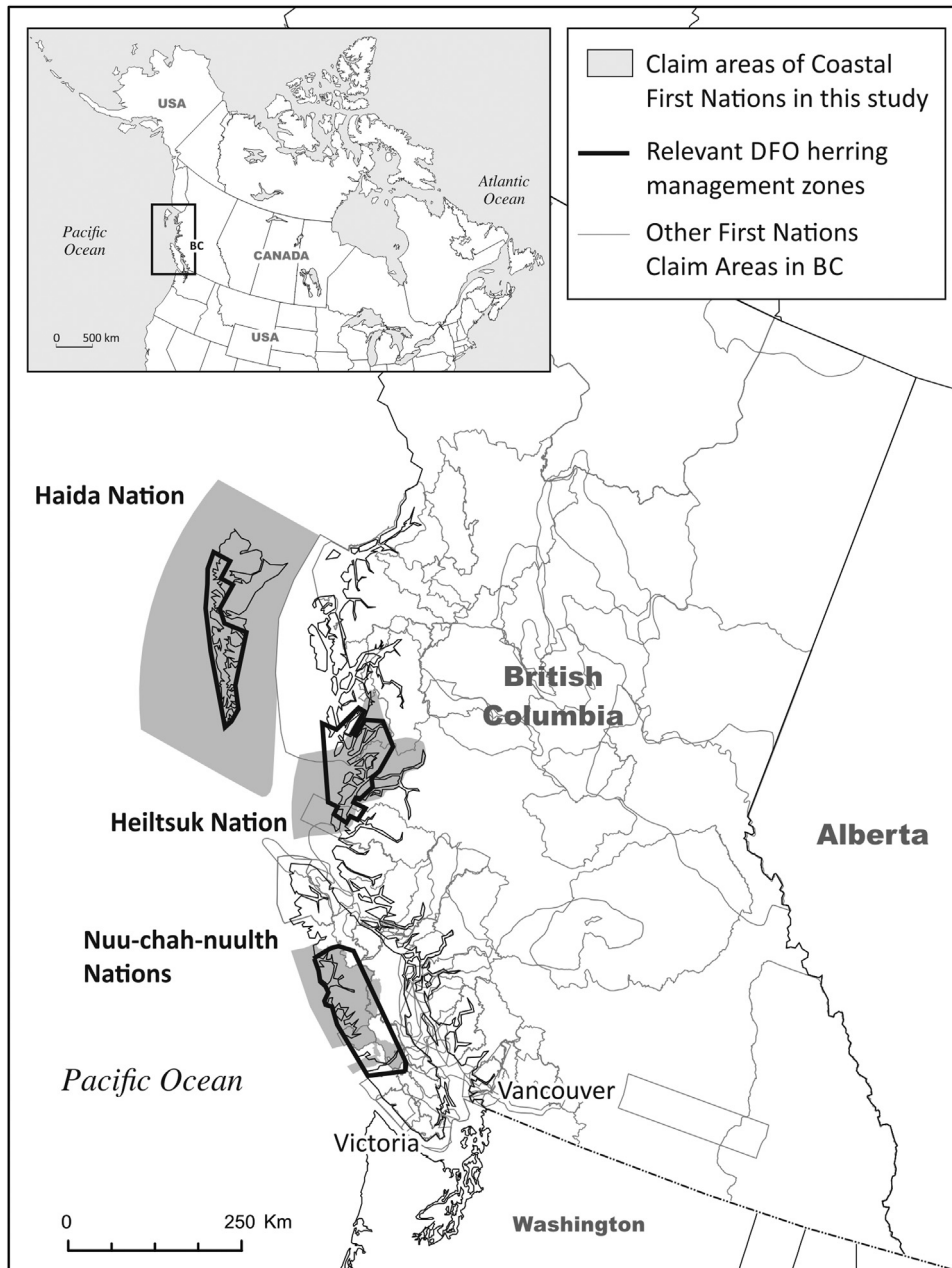 USA
Pacific
Ocean
BC
CANADA
Atlantic
Ocean
USA
0 500 km
Claim areas of Coastal
First Nations in this study
Relevant DFO herring
management zones
Other First Nations
Claim Areas in BC
Haida Nation
British
Columbia
Heiltsuk Nation
Alberta
Nuu-chah-nuulth
Nations
Pacific Ocean
Vancouver
Victoria
0 250 Km
Washington